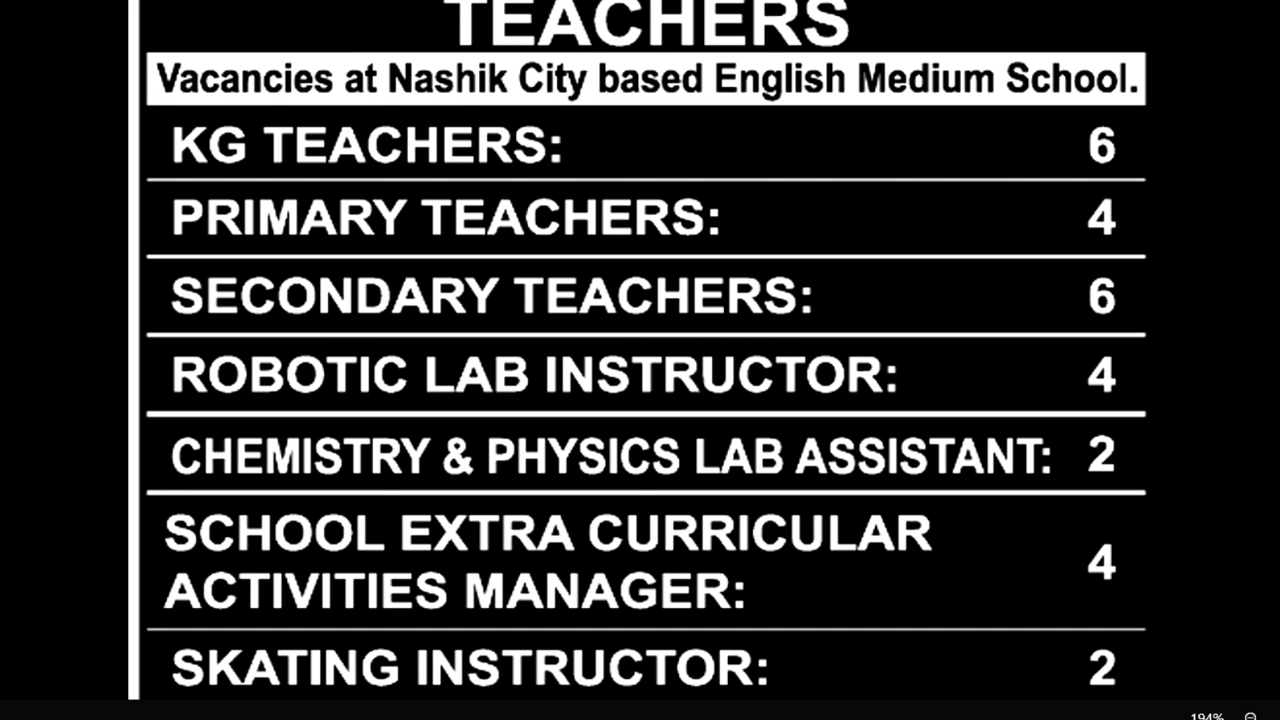 TEACHERS
Vacancies at Nashik City based English Medium School.
KG TEACHERS: 6
PRIMARY TEACHERS: 4
SECONDARY TEACHERS: 6
ROBOTIC LAB INSTRUCTOR: 4
CHEMISTRY & PHYSICS LAB ASSISTANT: 2
SCHOOL EXTRA CURRICULAR
ACTIVITIES MANAGER: 4
SKATING INSTRUCTOR: 2
194%